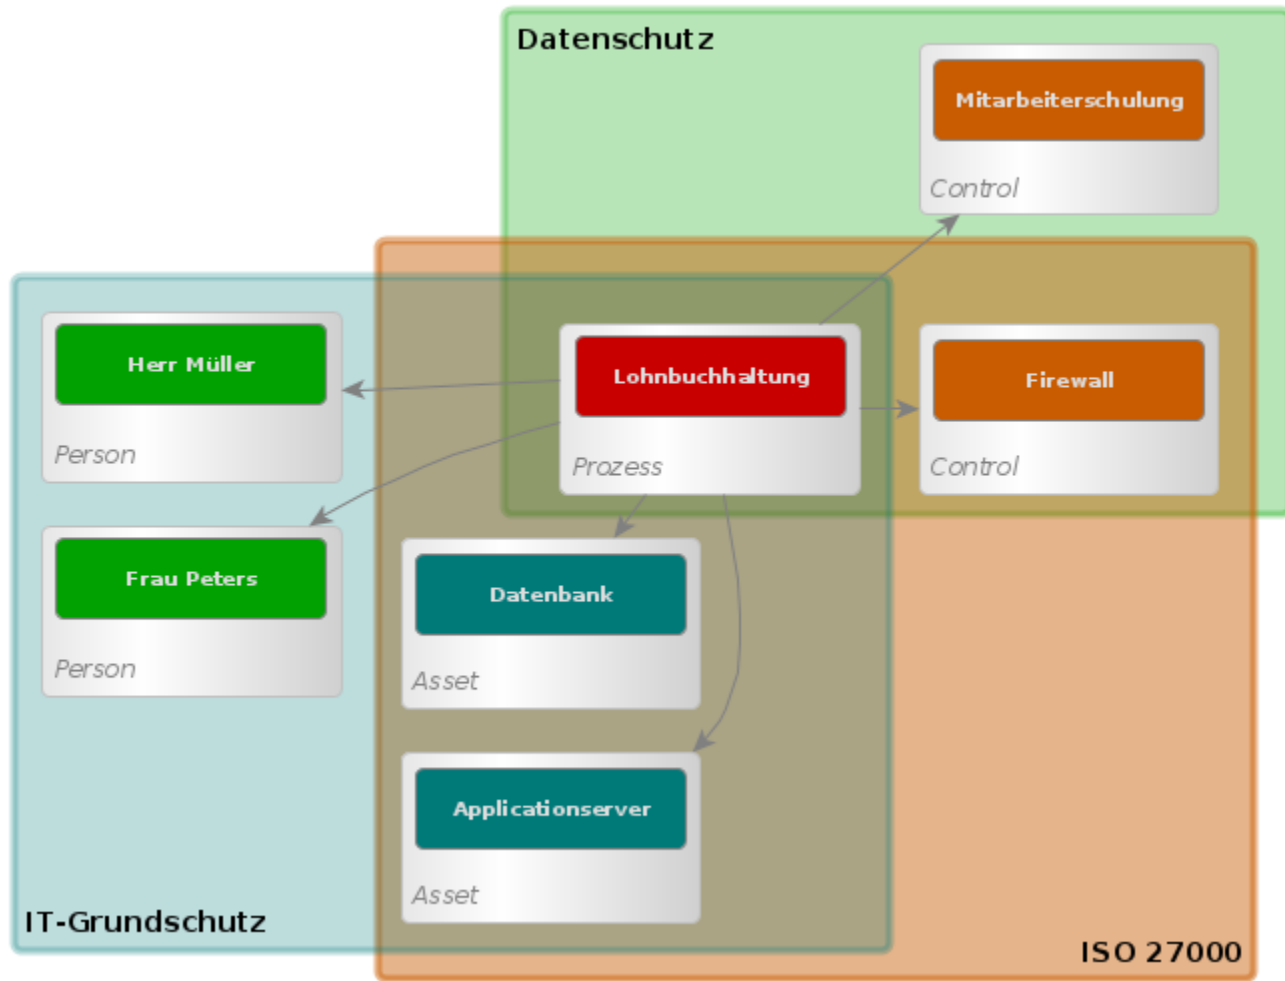 Datenschutz
Mitarbeiterschulung
Control
Herr Müller
Person
Lohnbuchhaltung
Prozess
Firewall
Control
Frau Peters
Person
Datenbank
Asset
Applicationserver
Asset
IT-Grundschutz
ISO 27000